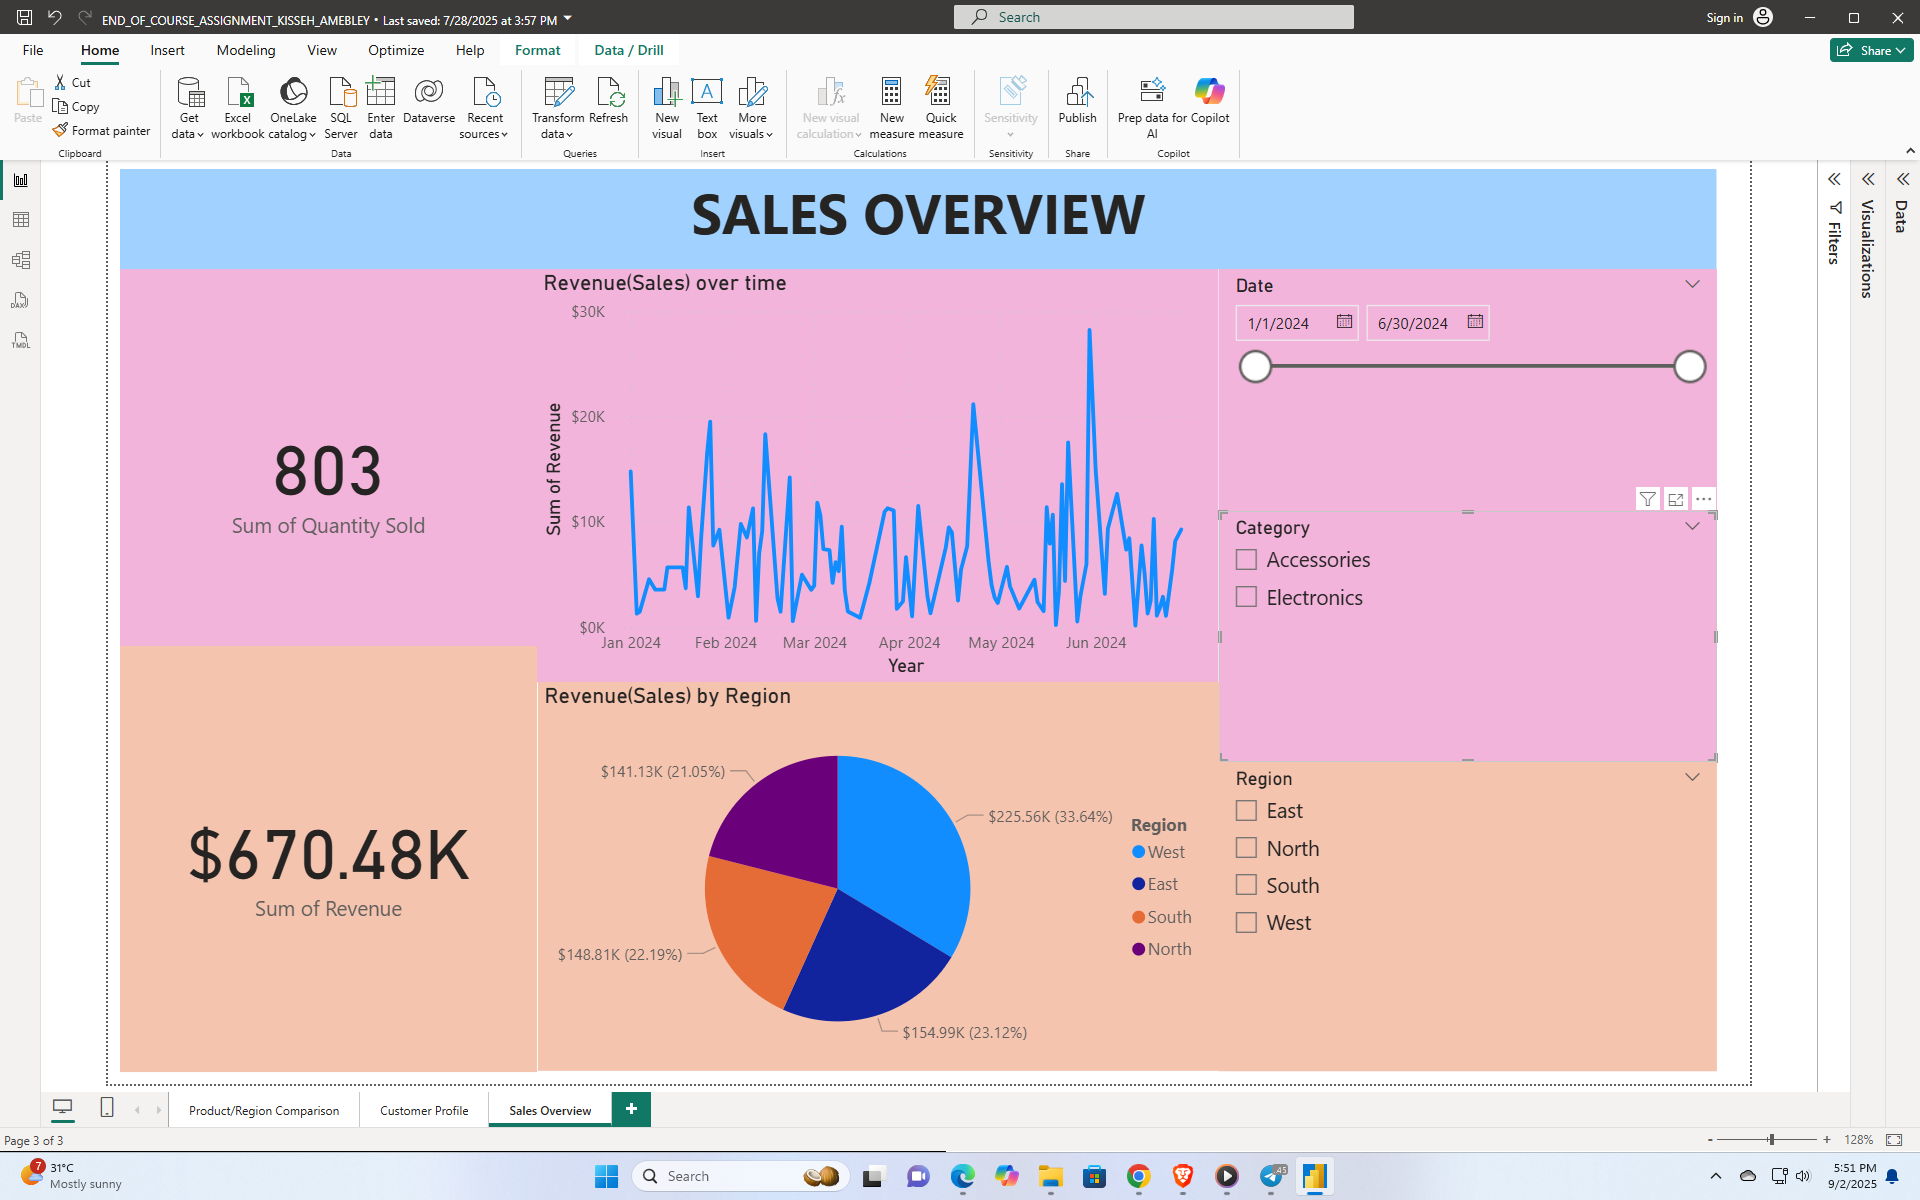 END_OF_COURSE_ASSIGNMENT_KISSEH_AMEBLEY • Last saved: 7/28/2025 at 3:57 PM
Search
Sign in
File Home Insert Modeling View Optimize Help Format Data / Drill
Share
Paste
Cut
Copy
Format painter
Get data
Excel workbook
OneLake catalog
SQL Server
Enter data
Dataverse
Recent sources
Transform data
Refresh
New visual
Text box
More visuals
New visual calculation
New measure
Quick measure
Sensitivity
Publish
Prep data for AI
Copilot
Clipboard
Data
Queries
Insert
Calculations
Sensitivity
Share
Copilot
DAX
TMDL
SALES OVERVIEW
803
Sum of Quantity Sold
$670.48K
Sum of Revenue
Revenue(Sales) over time
Sum of Revenue
$30K
$20K
$10K
$0K
Jan 2024 Feb 2024 Mar 2024 Apr 2024 May 2024 Jun 2024
Year
Revenue(Sales) by Region
$141.13K (21.05%)
$225.56K (33.64%)
$148.81K (22.19%)
$154.99K (23.12%)
Region
West
East
South
North
Date
1/1/2024
6/30/2024
Category
Accessories
Electronics
Region
East
North
South
West
Filters
Visualizations
Data
Product/Region Comparison
Customer Profile
Sales Overview
+
Page 3 of 3
- + 128%
7
31°C
Mostly sunny
Search
45
5:51 PM
9/2/2025